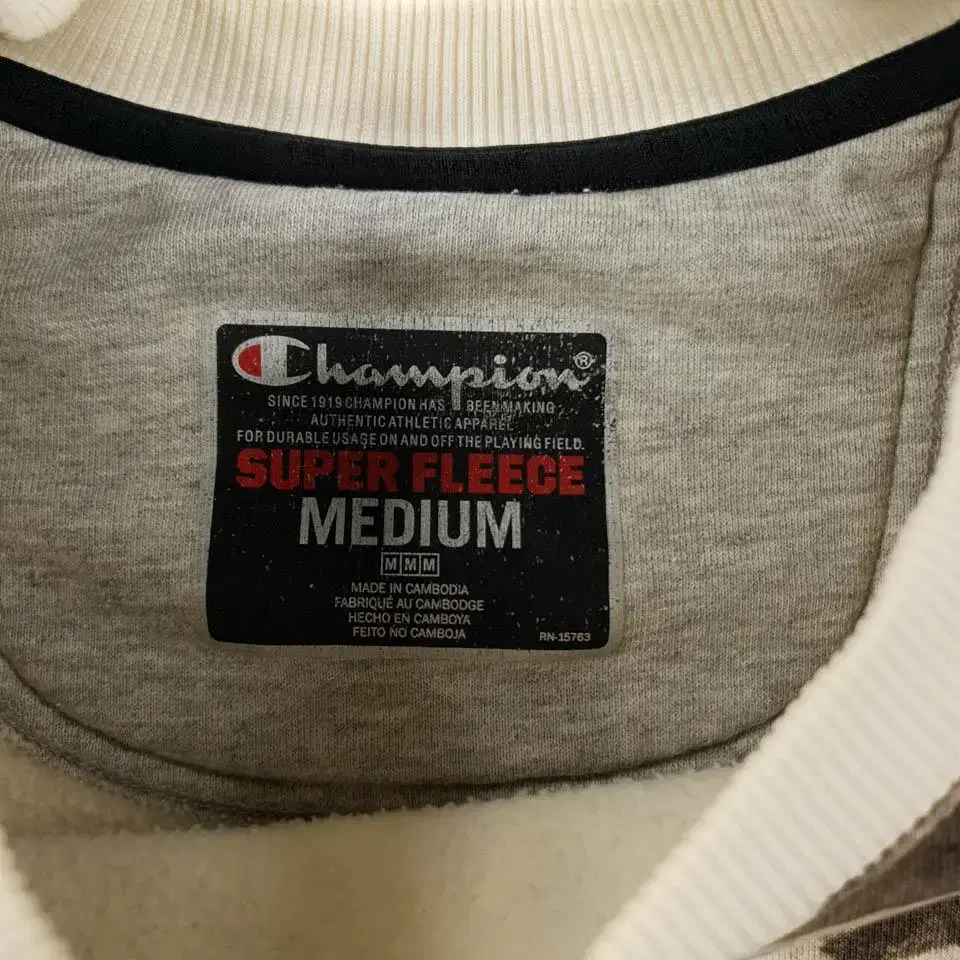 Champion®
SINCE 1919 CHAMPION HAS BEEN MAKING
AUTHENTIC ATHLETIC APPAREL
FOR DURABLE USAGE ON AND OFF THE PLAYING FIELD.
SUPER FLEECE
MEDIUM
M M M
MADE IN CAMBODIA
FABRIQUÉ AU CAMBODGE
HECHO EN CAMBOYA
FEITO NO CAMBOJA
RN-15763